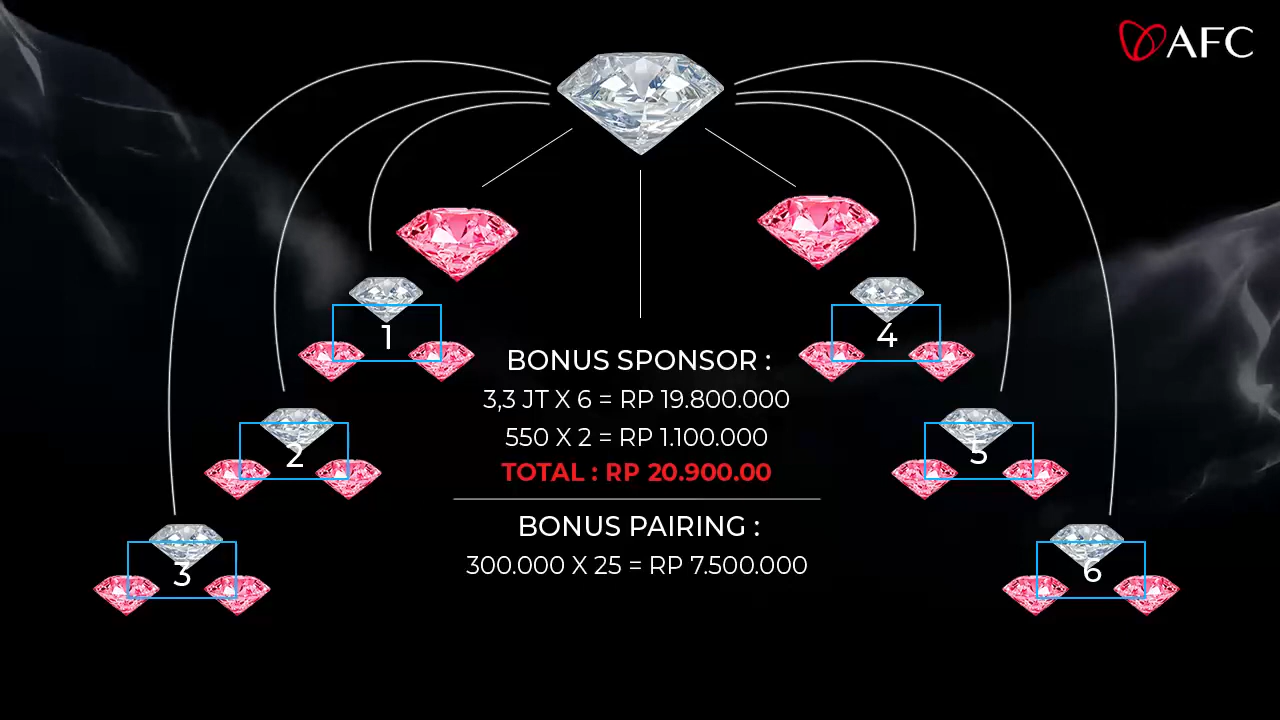 AFC
1
4
BONUS SPONSOR :
3,3 JT X 6 = RP 19.800.000
550 X 2 = RP 1.100.000
2
5
TOTAL : RP 20.900.00
BONUS PAIRING :
300.000 X 25 = RP 7.500.000
3
6